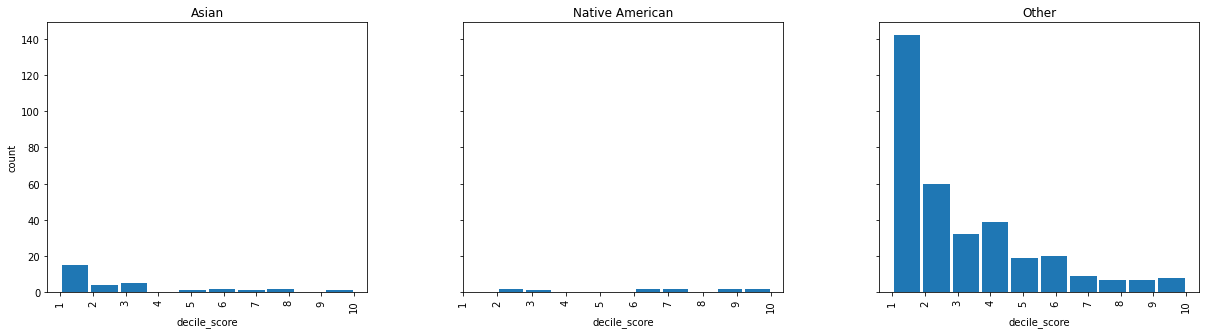 Asian
Native American
Other
count
140
120
100
80
60
40
20
0
1 2 3 4 5 6 7 8 9 10
1 2 3 4 5 6 7 8 9 10
1 2 3 4 5 6 7 8 9 10
decile_score
decile_score
decile_score